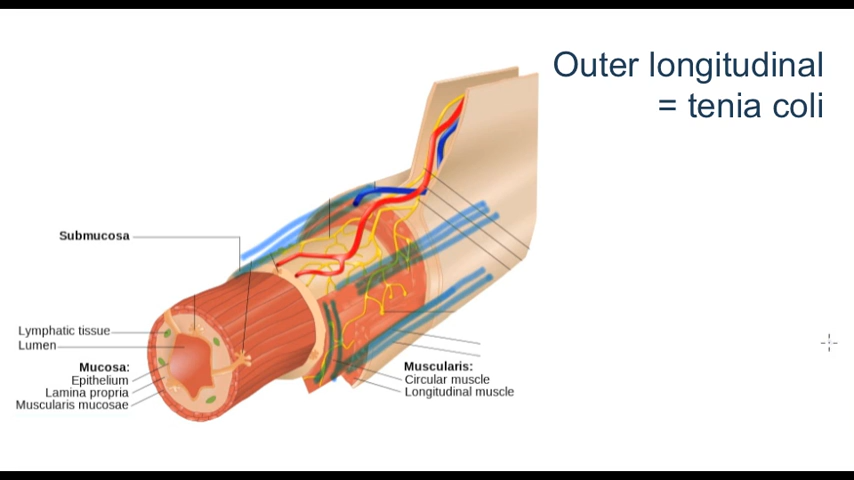 Outer longitudinal
= tenia coli
Submucosa
Lymphatic tissue
Lumen
Mucosa:
Epithelium
Lamina propria
Muscularis mucosae
Muscularis:
Circular muscle
Longitudinal muscle